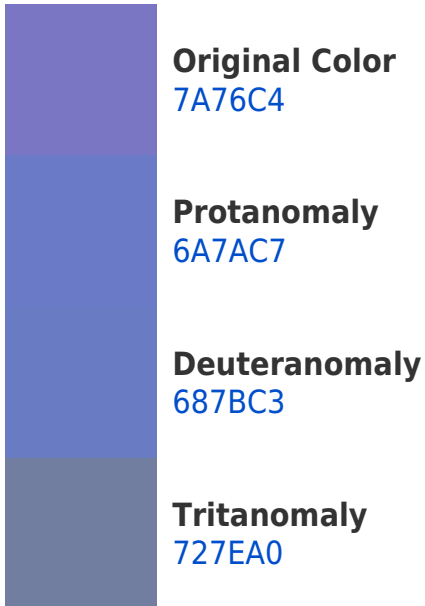 Original Color
7A76C4
Protanomaly
6A7AC7
Deuteranomaly
687BC3
Tritanomaly
727EA0